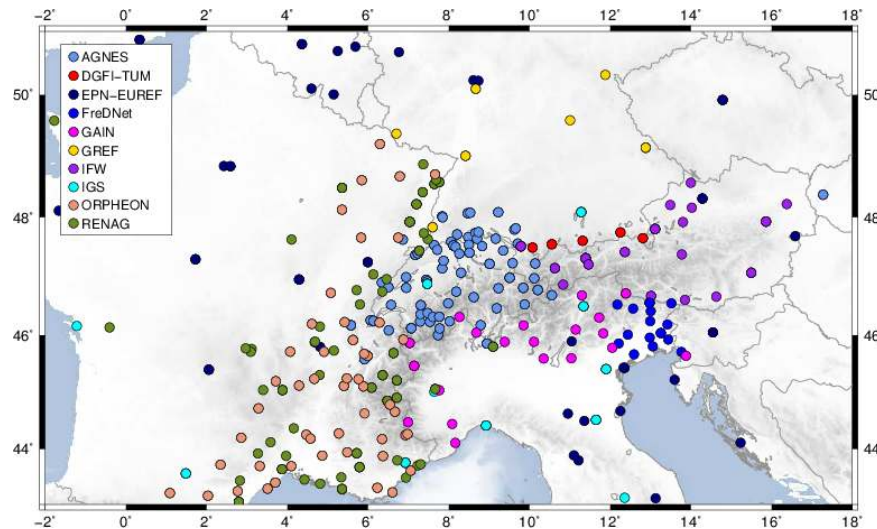 −2° 0° 2° 4° 6° 8° 10° 12° 14° 16° 18°
AGNES
DGFI-TUM
EPN-EUREF
FreDNet
GAIN
GREF
IFW
IGS
ORPHEON
RENAG
50° 50°
48° 48°
46° 46°
44° 44°
−2° 0° 2° 4° 6° 8° 10° 12° 14° 16° 18°